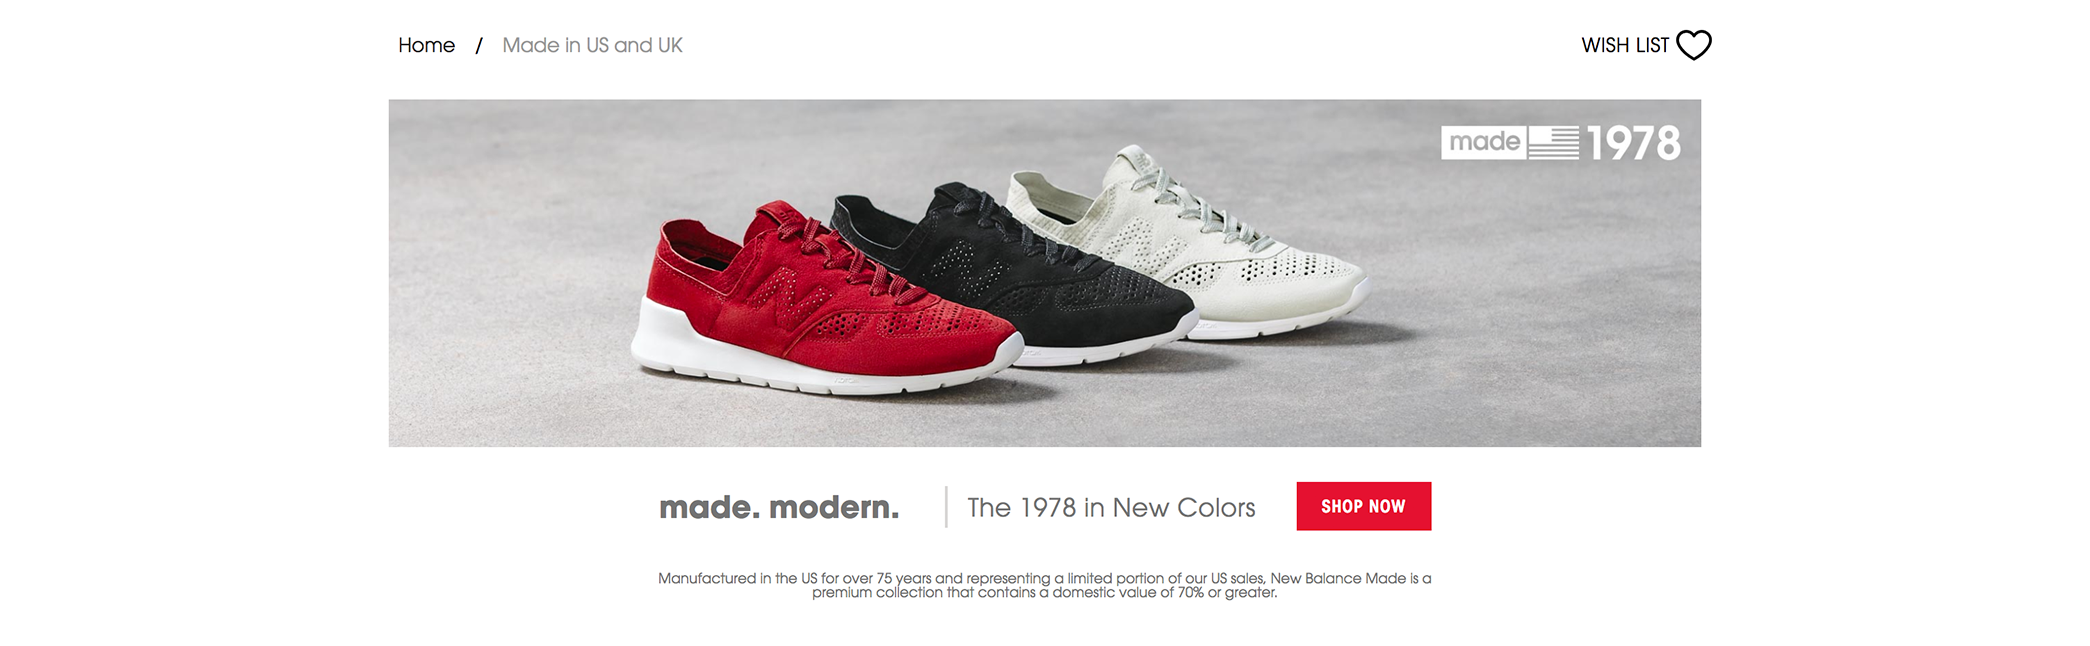 Home / Made in US and UK
WISH LIST
made 1978
made. modern.
The 1978 in New Colors
SHOP NOW
Manufactured in the US for over 75 years and representing a limited portion of our US sales, New Balance Made is a
premium collection that contains a domestic value of 70% or greater.